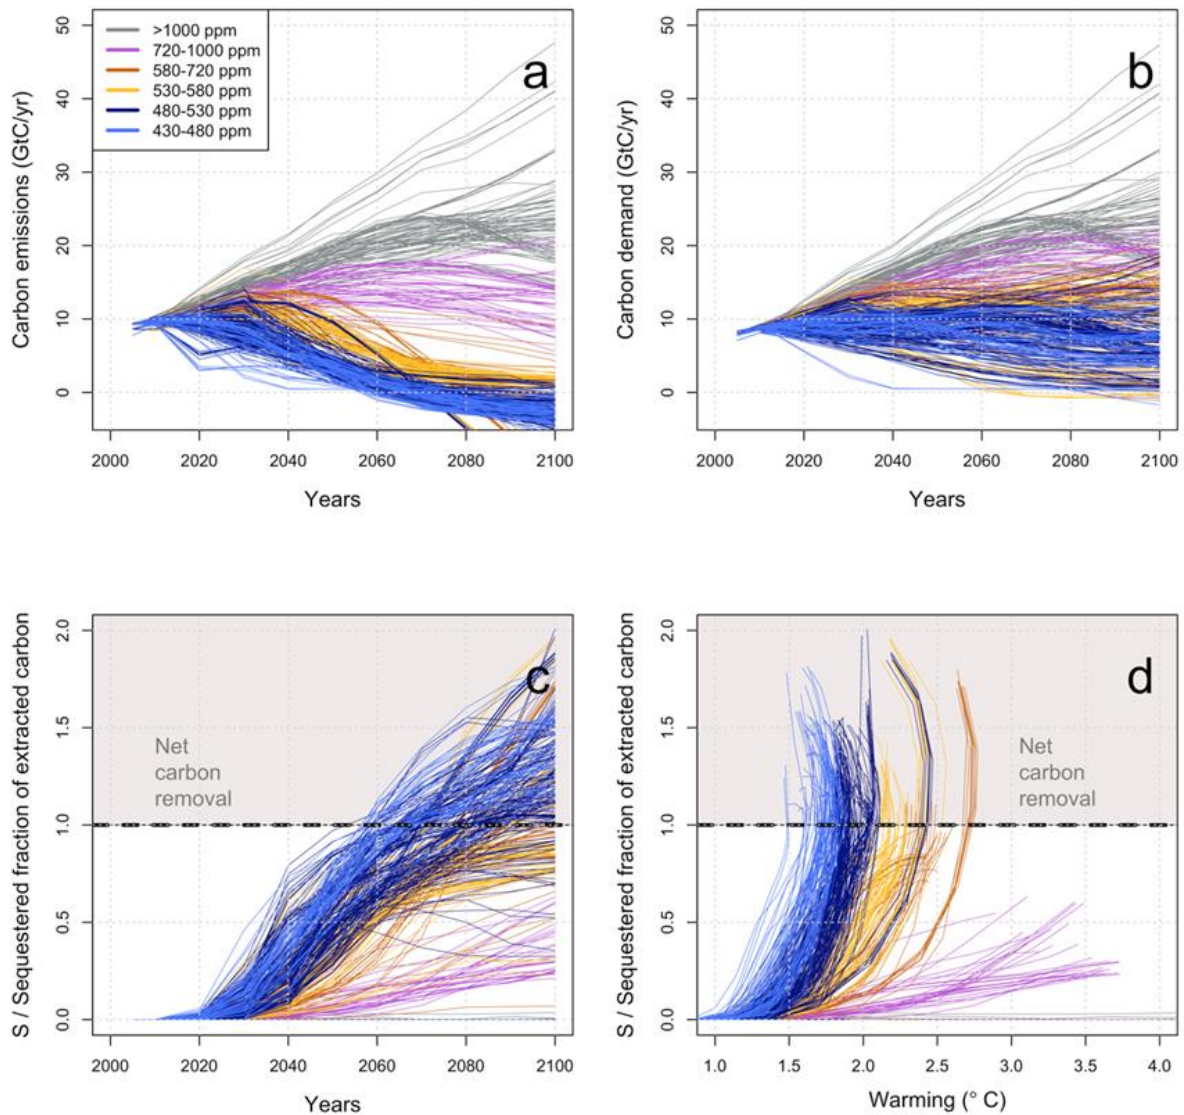 a
>1000 ppm
720-1000 ppm
580-720 ppm
530-580 ppm
480-530 ppm
430-480 ppm
Carbon emissions (GtC/yr)
50
40
30
20
10
0
2000 2020 2040 2060 2080 2100
Years
b
Carbon demand (GtC/yr)
50
40
30
20
10
0
2000 2020 2040 2060 2080 2100
Years
c
S / Sequestered fraction of extracted carbon
2.0
1.5
1.0
0.5
0.0
Net
carbon
removal
2000 2020 2040 2060 2080 2100
Years
d
S / Sequestered fraction of extracted carbon
2.0
1.5
1.0
0.5
0.0
Net
carbon
removal
1.0 1.5 2.0 2.5 3.0 3.5 4.0
Warming (° C)